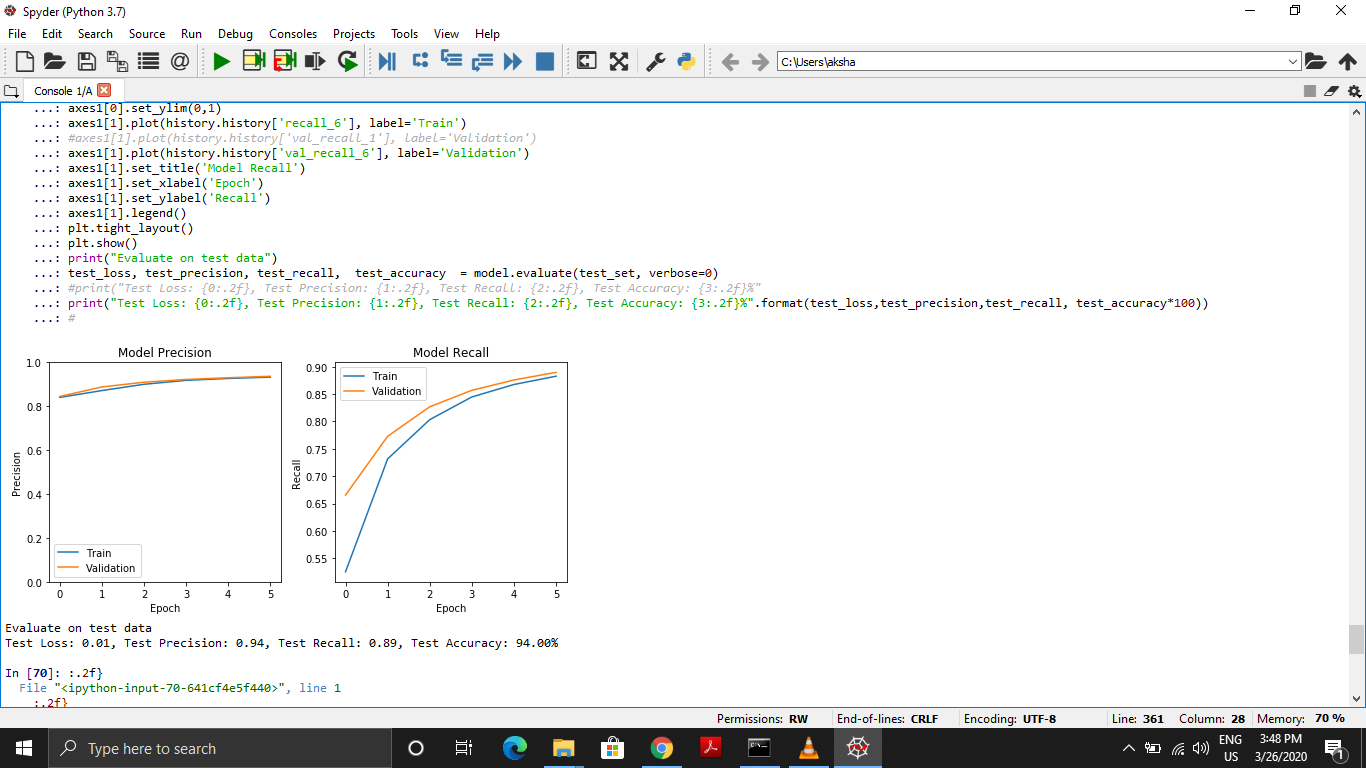 Spyder (Python 3.7)
File Edit Search Source Run Debug Consoles Projects Tools View Help
C:\Users\aksha
Console 1/A
...: axes1[0].set_ylim(0,1)
...: axes1[1].plot(history.history['recall_6'], label='Train')
...: #axes1[1].plot(history.history['val_recall_1'], label='Validation')
...: axes1[1].plot(history.history['val_recall_6'], label='Validation')
...: axes1[1].set_title('Model Recall')
...: axes1[1].set_xlabel('Epoch')
...: axes1[1].set_ylabel('Recall')
...: axes1[1].legend()
...: plt.tight_layout()
...: plt.show()
...: print("Evaluate on test data")
...: test_loss, test_precision, test_recall,  test_accuracy  = model.evaluate(test_set, verbose=0)
...: #print("Test Loss: {0:.2f}, Test Precision: {1:.2f}, Test Recall: {2:.2f}, Test Accuracy: {3:.2f}%"
...: print("Test Loss: {0:.2f}, Test Precision: {1:.2f}, Test Recall: {2:.2f}, Test Accuracy: {3:.2f}%".format(test_loss,test_precision,test_recall, test_accuracy*100))
...: #
Model Precision
1.0
0.8
0.6
0.4
0.2
0.0
Precision
Train
Validation
0 1 2 3 4 5
Epoch
Model Recall
0.90
0.85
0.80
0.75
0.70
0.65
0.60
0.55
Recall
Train
Validation
0 1 2 3 4 5
Epoch
Evaluate on test data
Test Loss: 0.01, Test Precision: 0.94, Test Recall: 0.89, Test Accuracy: 94.00%
In [70]: :.2f}
File "<ipython-input-70-641cf4e5f440>", line 1
:.2f}
Permissions: RW End-of-lines: CRLF Encoding: UTF-8 Line: 361 Column: 28 Memory: 70 %
Type here to search
ENG
US
3:48 PM
3/26/2020
1